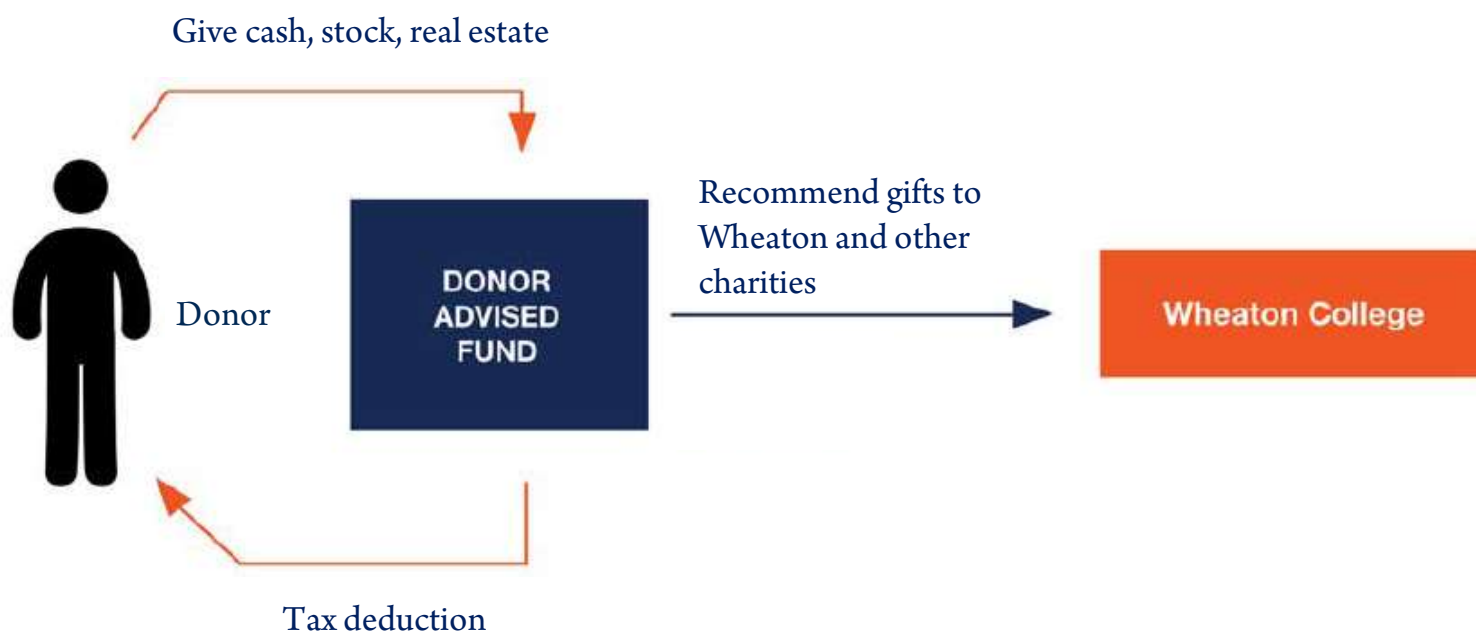 Give cash, stock, real estate
Donor
DONOR
ADVISED
FUND
Recommend gifts to
Wheaton and other
charities
Wheaton College
Tax deduction